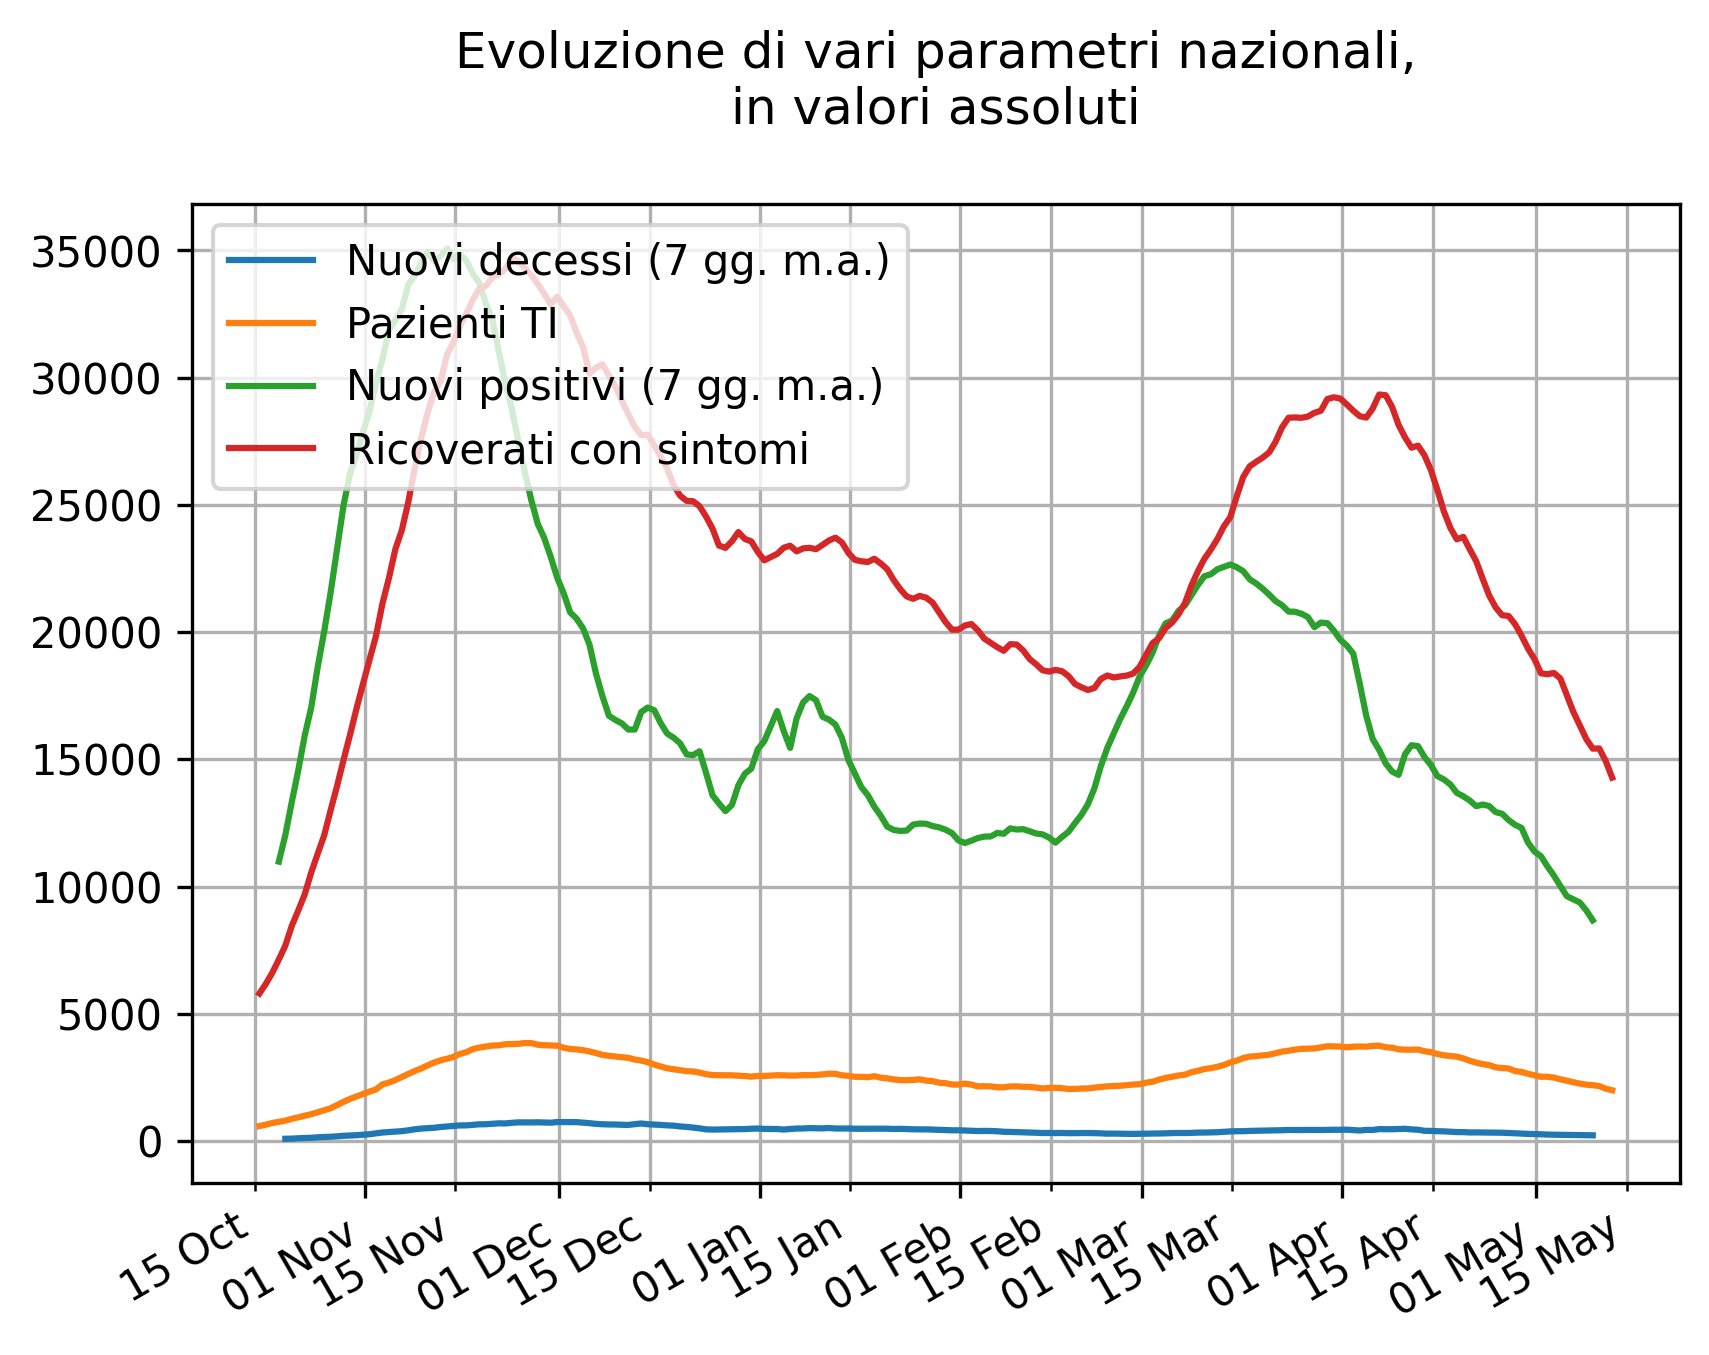 Evoluzione di vari parametri nazionali,
in valori assoluti
Nuovi decessi (7 gg. m.a.)
Pazienti TI
Nuovi positivi (7 gg. m.a.)
Ricoverati con sintomi
35000
30000
25000
20000
15000
10000
5000
0
15 Oct
01 Nov
15 Nov
01 Dec
15 Dec
01 Jan
15 Jan
01 Feb
15 Feb
01 Mar
15 Mar
01 Apr
15 Apr
01 May
15 May